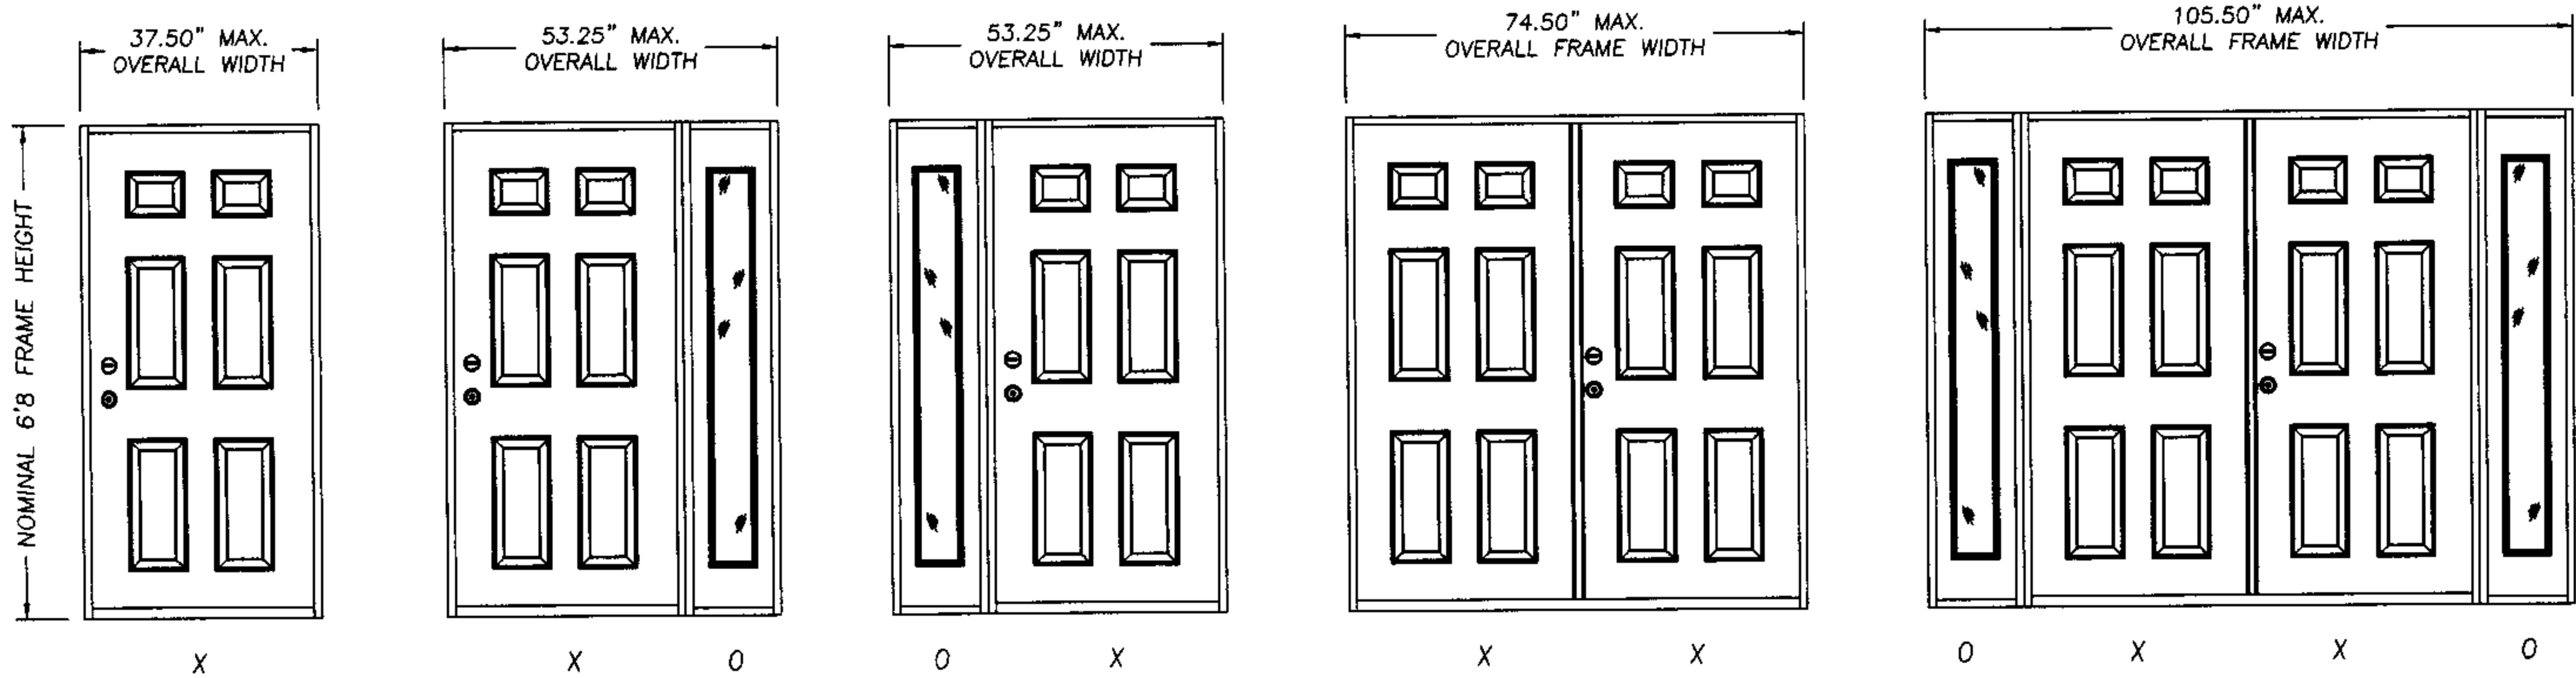 37.50" MAX.
OVERALL WIDTH
53.25" MAX.
OVERALL WIDTH
53.25" MAX.
OVERALL WIDTH
74.50" MAX.
OVERALL FRAME WIDTH
105.50" MAX.
OVERALL FRAME WIDTH
NOMINAL 6'8 FRAME HEIGHT
X
X O
O X
X X
O X X O